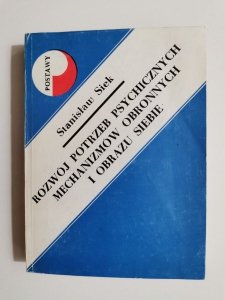 POSTAWY
Stanisław Siek
ROZWÓJ POTRZEB PSYCHICZNYCH
MECHANIZMÓW OBRONNYCH
I OBRAZU SIEBIE